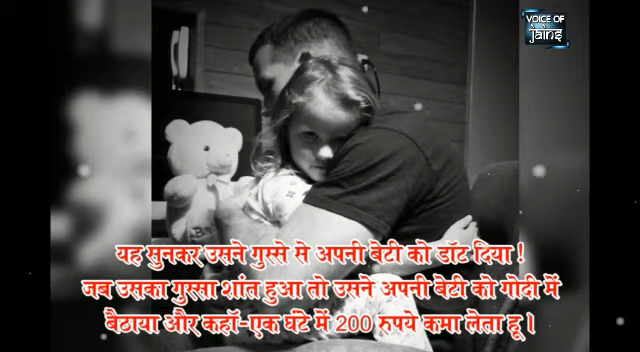 VOICE OF
jains
यह सुनकर उसने गुस्से से अपनी बेटी को डॉट दिया !
जब उसका गुस्सा शांत हुआ तो उसने अपनी बेटी को गोदी में
बैठाया और कहॉ-एक घंटे में 200 रुपये कमा लेता हू ।